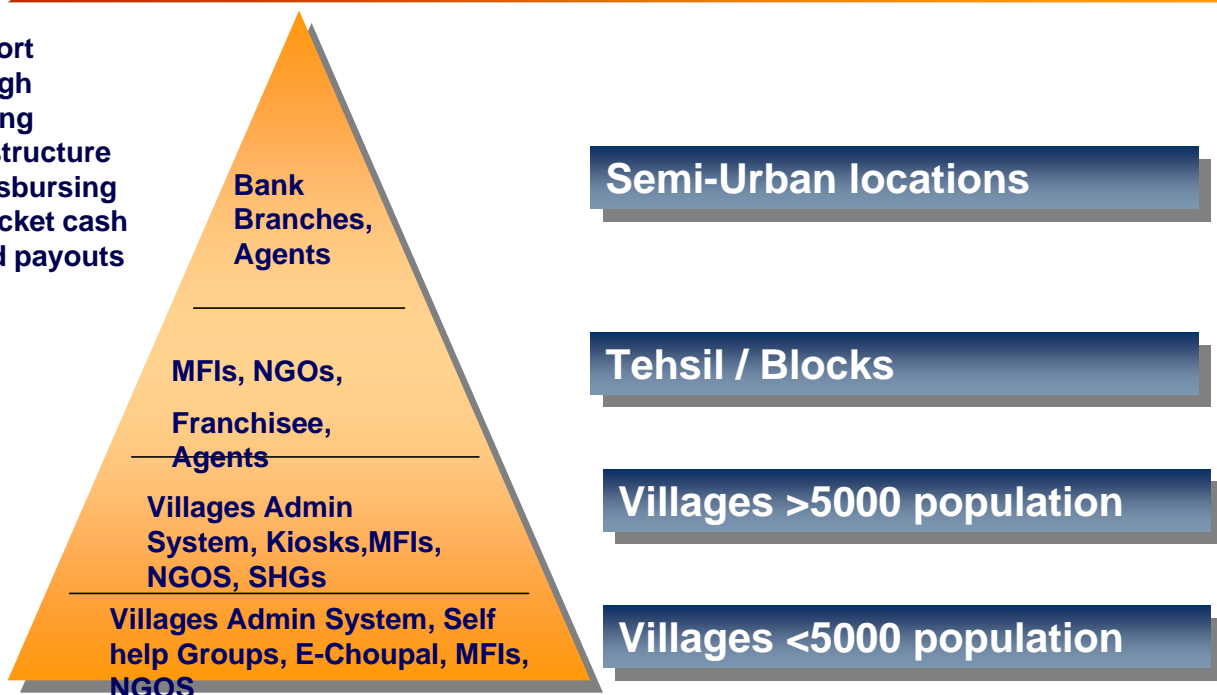 ort
gh
ng
structure
sbursing
cket cash
d payouts
Bank
Branches,
Agents
Semi-Urban locations
MFIs, NGOs,
Franchisee,
Agents
Tehsil / Blocks
Villages Admin
System, Kiosks,MFIs,
NGOS, SHGs
Villages >5000 population
Villages Admin System, Self
help Groups, E-Choupal, MFIs,
NGOS
Villages <5000 population